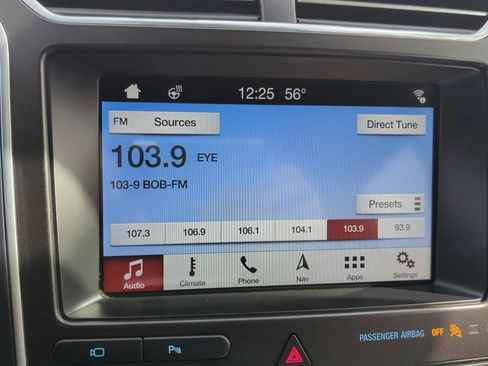 12:25 56°
FM Sources
Direct Tune
103.9 EYE
103-9 BOB-FM
Presets
107.3 106.9 106.1 104.1 103.9 93.9
Audio Climate Phone Nav Apps Settings
P
PASSENGER AIRBAG OFF